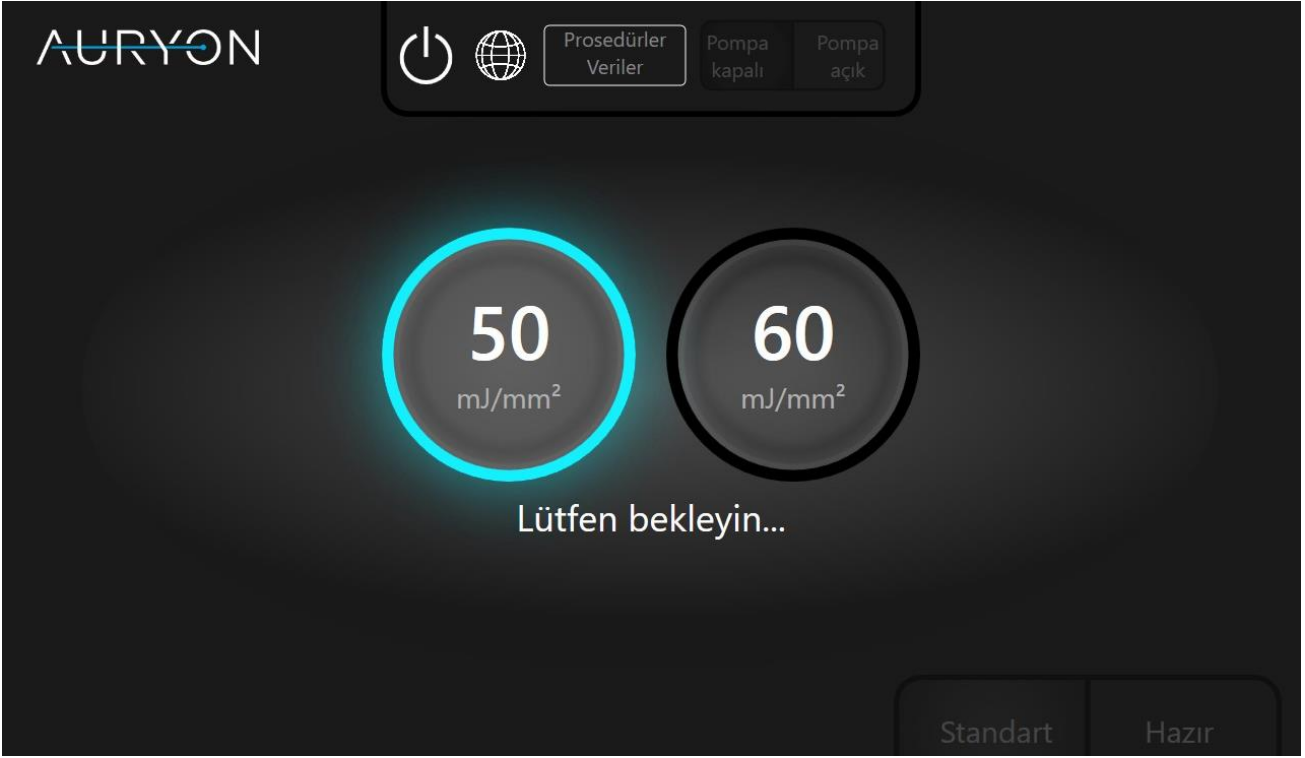 AURYON
Prosedürler
Veriler
Pompa
kapalı
Pompa
açık
50
mJ/mm²
60
mJ/mm²
Lütfen bekleyin...
Standart
Hazır